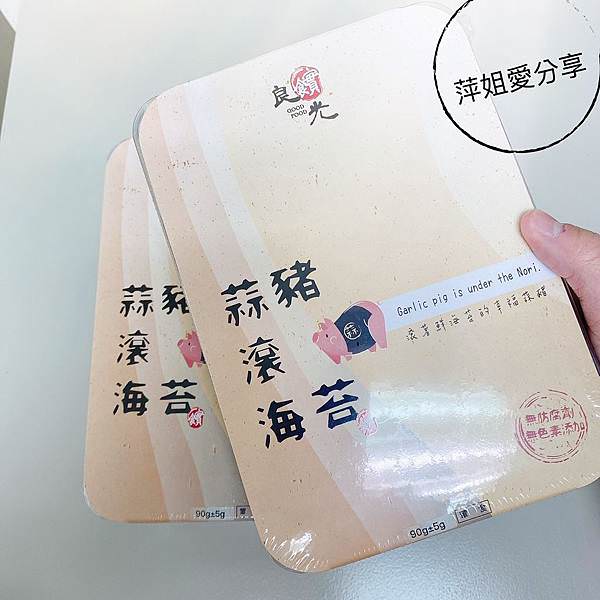 萍姐愛分享
良鑽光
GOOD
FOOD
蒜豬
滾
海苔
Garlic pig is under the Nori.
滾著鮮海苔的幸福蒜豬
蒜
無防腐劑
無色素添加
90g±5g
蒜豬
滾
海苔
90g±5g